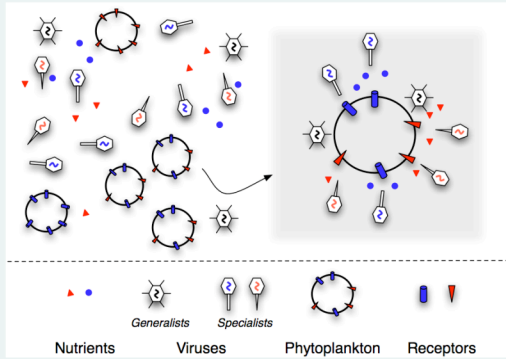 Generalists
Specialists
Nutrients
Viruses
Phytoplankton
Receptors